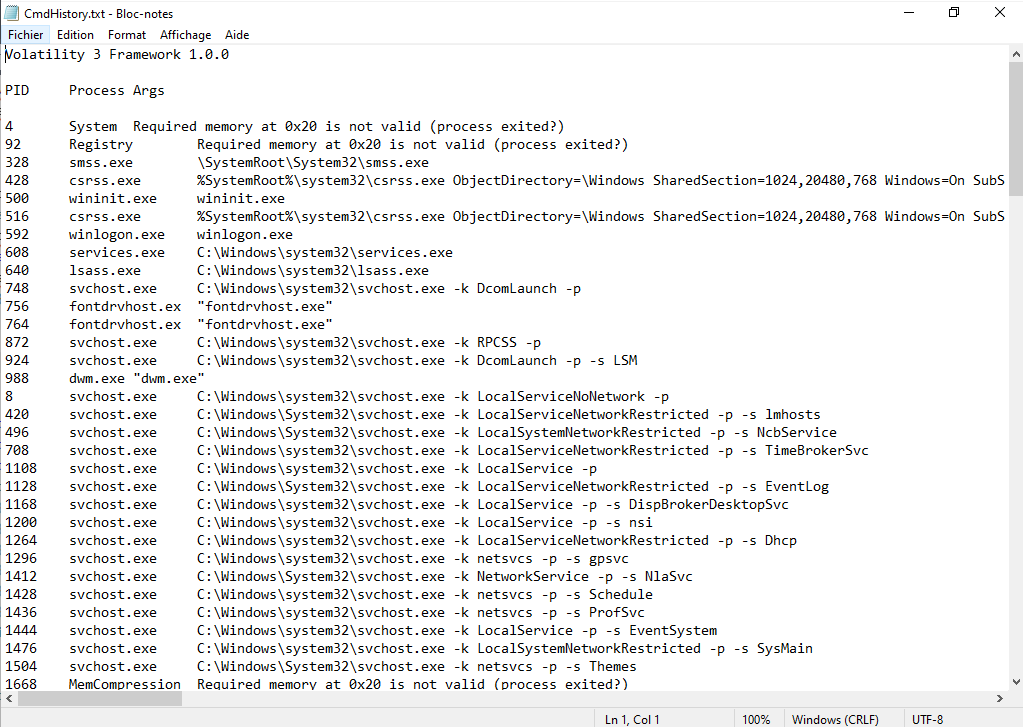 CmdHistory.txt - Bloc-notes
Fichier Edition Format Affichage Aide
Volatility 3 Framework 1.0.0
PID Process Args
4 System Required memory at 0x20 is not valid (process exited?)
92 Registry Required memory at 0x20 is not valid (process exited?)
328 smss.exe \SystemRoot\System32\smss.exe
428 csrss.exe %SystemRoot%\system32\csrss.exe ObjectDirectory=\Windows SharedSection=1024,20480,768 Windows=On SubS
500 wininit.exe wininit.exe
516 csrss.exe %SystemRoot%\system32\csrss.exe ObjectDirectory=\Windows SharedSection=1024,20480,768 Windows=On SubS
592 winlogon.exe winlogon.exe
608 services.exe C:\Windows\system32\services.exe
640 lsass.exe C:\Windows\system32\lsass.exe
748 svchost.exe C:\Windows\system32\svchost.exe -k DcomLaunch -p
756 fontdrvhost.ex "fontdrvhost.exe"
764 fontdrvhost.ex "fontdrvhost.exe"
872 svchost.exe C:\Windows\system32\svchost.exe -k RPCSS -p
924 svchost.exe C:\Windows\system32\svchost.exe -k DcomLaunch -p -s LSM
988 dwm.exe "dwm.exe"
8 svchost.exe C:\Windows\System32\svchost.exe -k LocalServiceNoNetwork -p
420 svchost.exe C:\Windows\system32\svchost.exe -k LocalServiceNetworkRestricted -p -s lmhosts
496 svchost.exe C:\Windows\System32\svchost.exe -k LocalSystemNetworkRestricted -p -s NcbService
708 svchost.exe C:\Windows\system32\svchost.exe -k LocalServiceNetworkRestricted -p -s TimeBrokerSvc
1108 svchost.exe C:\Windows\system32\svchost.exe -k LocalService -p
1128 svchost.exe C:\Windows\System32\svchost.exe -k LocalServiceNetworkRestricted -p -s EventLog
1168 svchost.exe C:\Windows\system32\svchost.exe -k LocalService -p -s DispBrokerDesktopSvc
1200 svchost.exe C:\Windows\system32\svchost.exe -k LocalService -p -s nsi
1264 svchost.exe C:\Windows\system32\svchost.exe -k LocalServiceNetworkRestricted -p -s Dhcp
1296 svchost.exe C:\Windows\system32\svchost.exe -k netsvcs -p -s gpsvc
1412 svchost.exe C:\Windows\System32\svchost.exe -k NetworkService -p -s NlaSvc
1428 svchost.exe C:\Windows\system32\svchost.exe -k netsvcs -p -s Schedule
1436 svchost.exe C:\Windows\system32\svchost.exe -k netsvcs -p -s ProfSvc
1444 svchost.exe C:\Windows\system32\svchost.exe -k LocalService -p -s EventSystem
1476 svchost.exe C:\Windows\system32\svchost.exe -k LocalSystemNetworkRestricted -p -s SysMain
1504 svchost.exe C:\Windows\System32\svchost.exe -k netsvcs -p -s Themes
1668 MemCompression Required memory at 0x20 is not valid (process exited?)
Ln 1, Col 1 100% Windows (CRLF) UTF-8